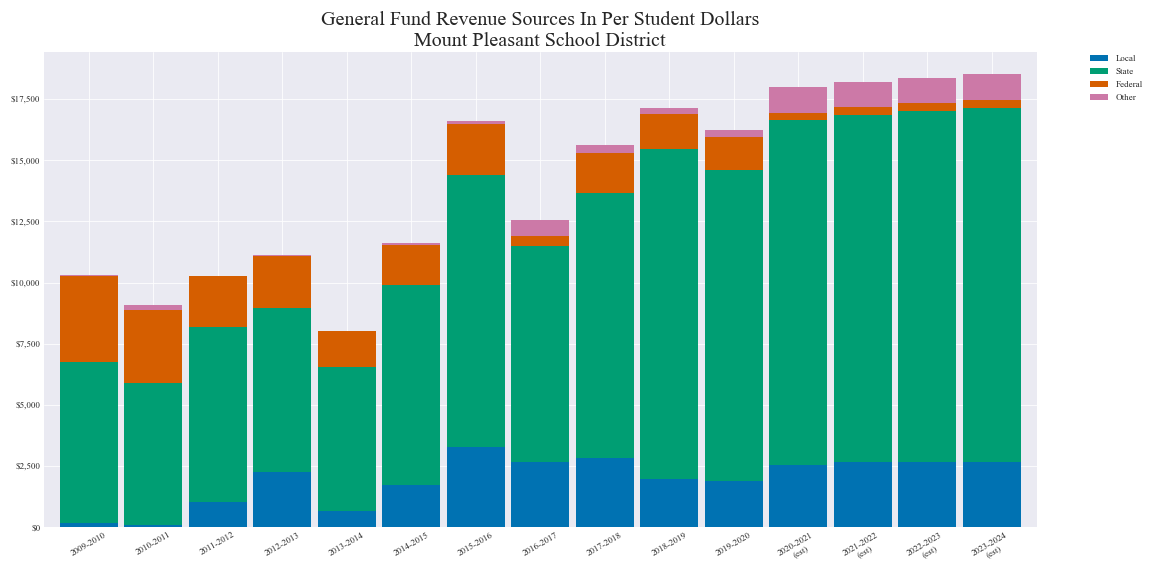 General Fund Revenue Sources In Per Student Dollars
Mount Pleasant School District
Local
State
Federal
Other
$17,500
$15,000
$12,500
$10,000
$7,500
$5,000
$2,500
$0
2009-2010
2010-2011
2011-2012
2012-2013
2013-2014
2014-2015
2015-2016
2016-2017
2017-2018
2018-2019
2019-2020
2020-2021
(est)
2021-2022
(est)
2022-2023
(est)
2023-2024
(est)